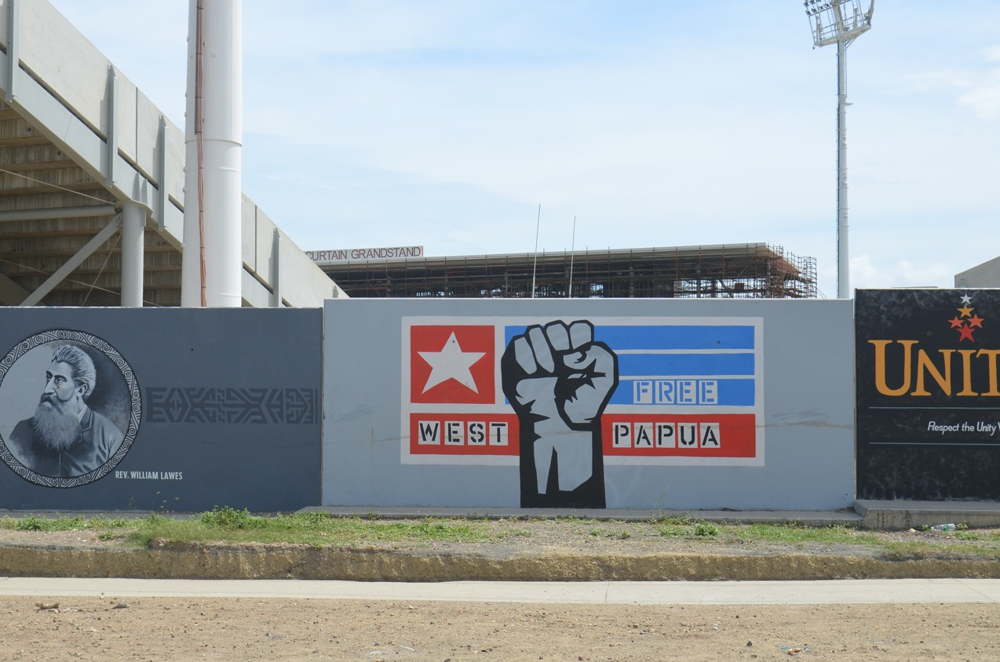 CURTAIN GRANDSTAND
REV. WILLIAM LAWES
FREE
WEST PAPUA
UNIT
Respect the Unity